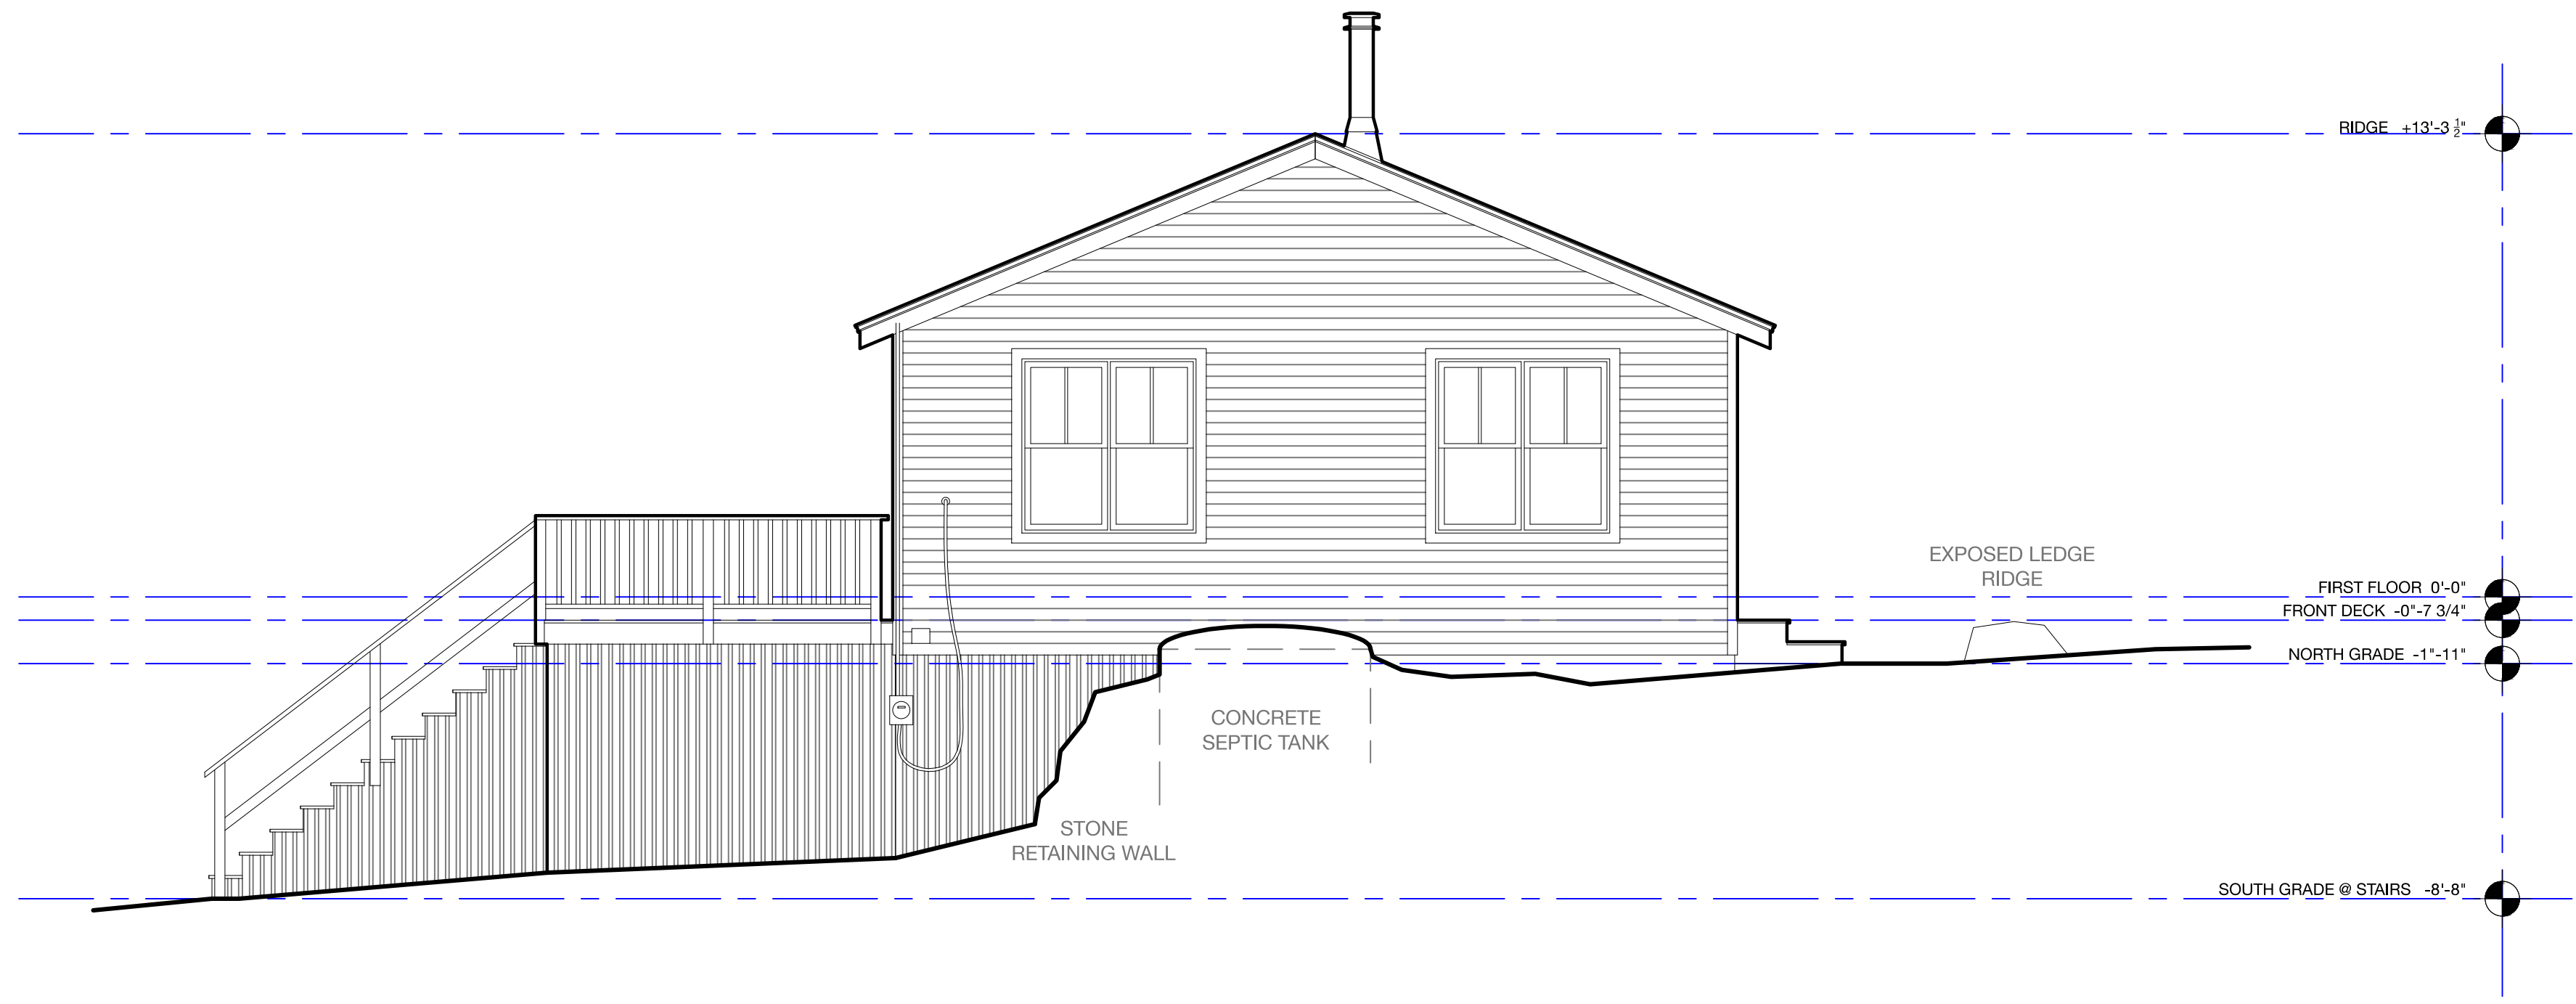 RIDGE +13'-3 1/2"
EXPOSED LEDGE
RIDGE
FIRST FLOOR 0'-0"
FRONT DECK -0"-7 3/4"
NORTH GRADE -1"-11"
CONCRETE
SEPTIC TANK
STONE
RETAINING WALL
SOUTH GRADE @ STAIRS -8'-8"